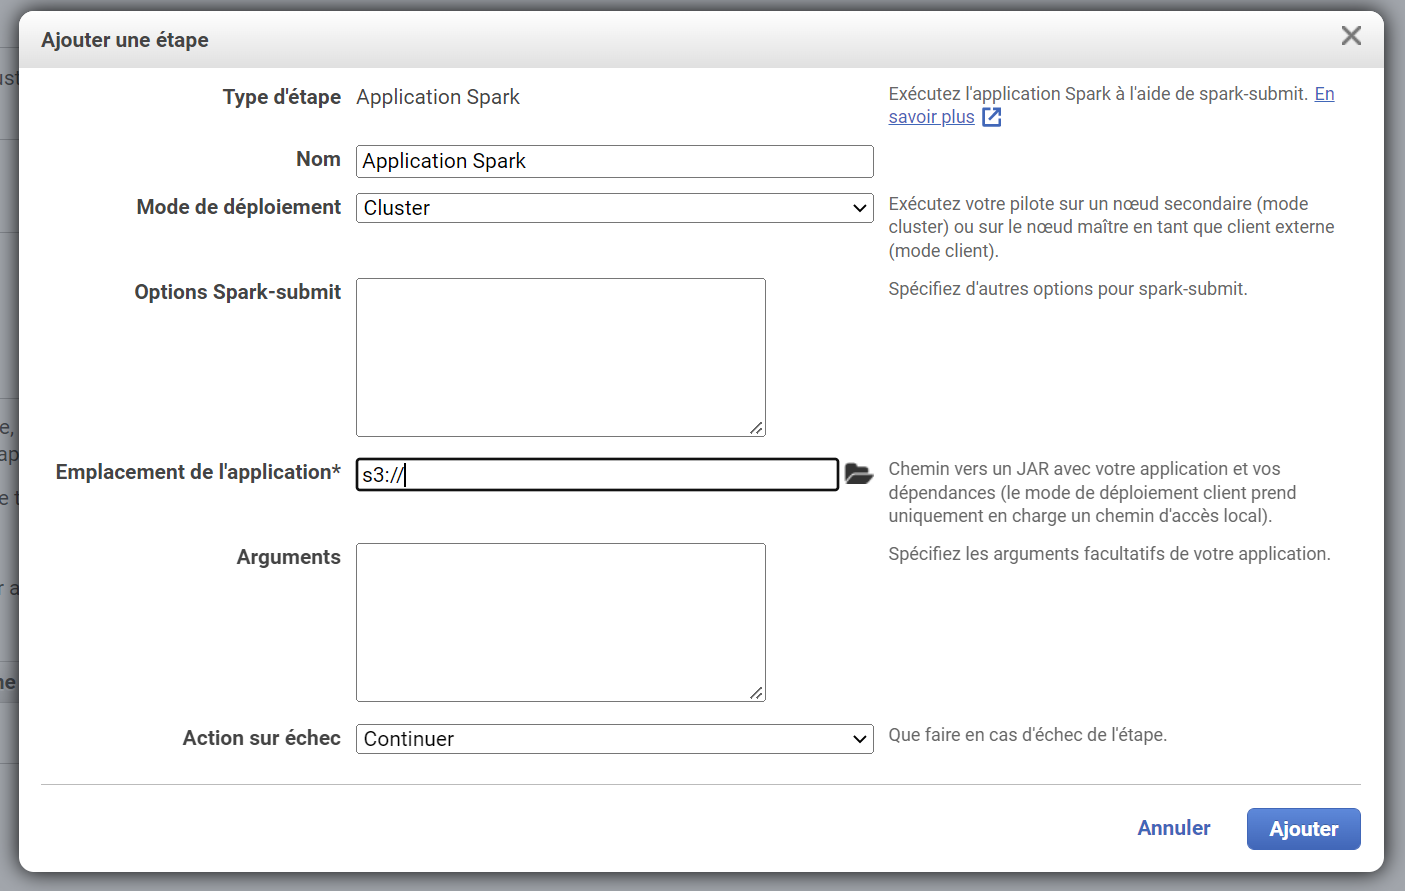 Ajouter une étape
Type d'étape
Application Spark
Exécutez l'application Spark à l'aide de spark-submit. En
savoir plus
Nom
Application Spark
Mode de déploiement
Cluster
Exécutez votre pilote sur un nœud secondaire (mode
cluster) ou sur le nœud maître en tant que client externe
(mode client).
Options Spark-submit
Spécifiez d'autres options pour spark-submit.
Emplacement de l'application*
s3://
Chemin vers un JAR avec votre application et vos
dépendances (le mode de déploiement client prend
uniquement en charge un chemin d'accès local).
Arguments
Spécifiez les arguments facultatifs de votre application.
Action sur échec
Continuer
Que faire en cas d'échec de l'étape.
Annuler
Ajouter